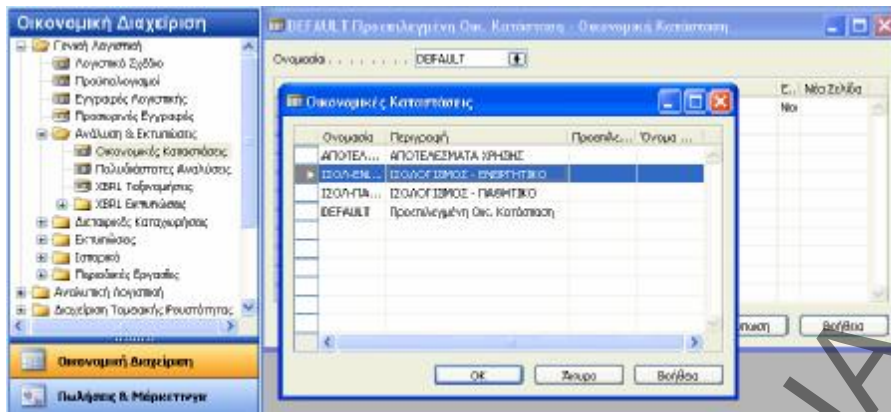 Οικονομική Διαχείριση
Γενική Λογιστική
Λογιστικό Σχέδιο
Προϋπολογισμοί
Εγγραφές Λογιστικής
Προσωρινές Εγγραφές
Ανάλυση & Εκτυπώσεις
Οικονομικές Καταστάσεις
Πολυδιάστατες Αναλύσεις
XBRL Ταξινομήσεις
XBRL Εκτυπώσεις
Διεταιρικές Καταχωρήσεις
Εκτυπώσεις
Ιστορικό
Περιοδικές Εργασίες
Αναλυτική Λογιστική
Διαχείριση Ταμειακής Ρευστότητας
Οικονομική Διαχείριση
Πωλήσεις & Μάρκετινγκ
DEFAULT Προεπιλεγμένη Οικ. Κατάσταση - Οικονομική Κατάσταση
Ονομασία . . . . . . . . DEFAULT
Ε.. Νέα Σελίδα
Οικονομικές Καταστάσεις
Ονομασία Περιγραφή Προεπιλε... Όνομα ...
ΑΠΟΤΕΛ... ΑΠΟΤΕΛΕΣΜΑΤΑ ΧΡΗΣΗΣ
ΙΣΟΛ-ΕΝ... ΙΣΟΛΟΓΙΣΜΟΣ - ΕΝΕΡΓΗΤΙΚΟ
ΙΣΟΛ-ΠΑ... ΙΣΟΛΟΓΙΣΜΟΣ - ΠΑΘΗΤΙΚΟ
DEFAULT Προεπιλεγμένη Οικ. Κατάσταση
OK Άκυρο Βοήθεια
Βοήθεια